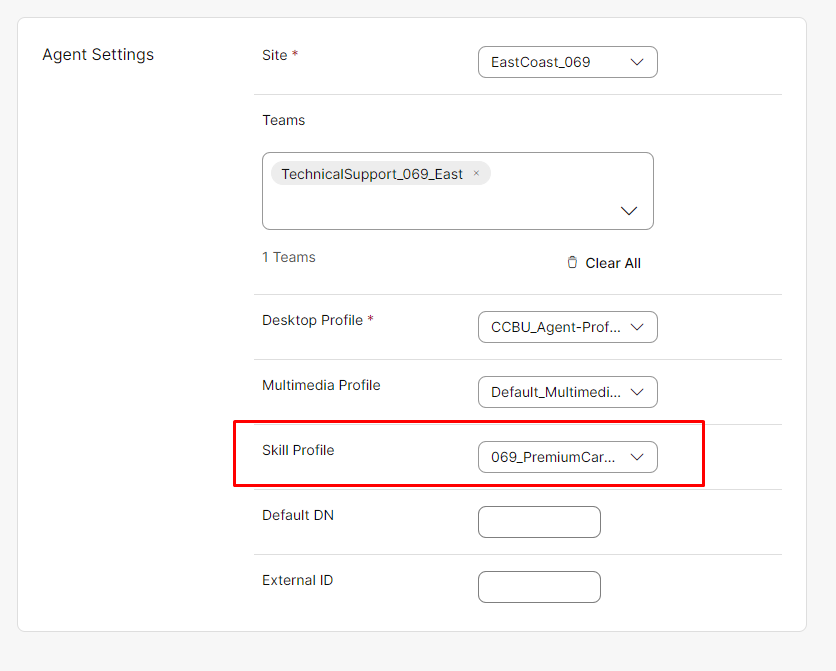 Agent Settings
Site *
EastCoast_069
Teams
TechnicalSupport_069_East ×
1 Teams
Clear All
Desktop Profile *
CCBU_Agent-Prof...
Multimedia Profile
Default_Multimedi...
Skill Profile
069_PremiumCar...
Default DN
External ID